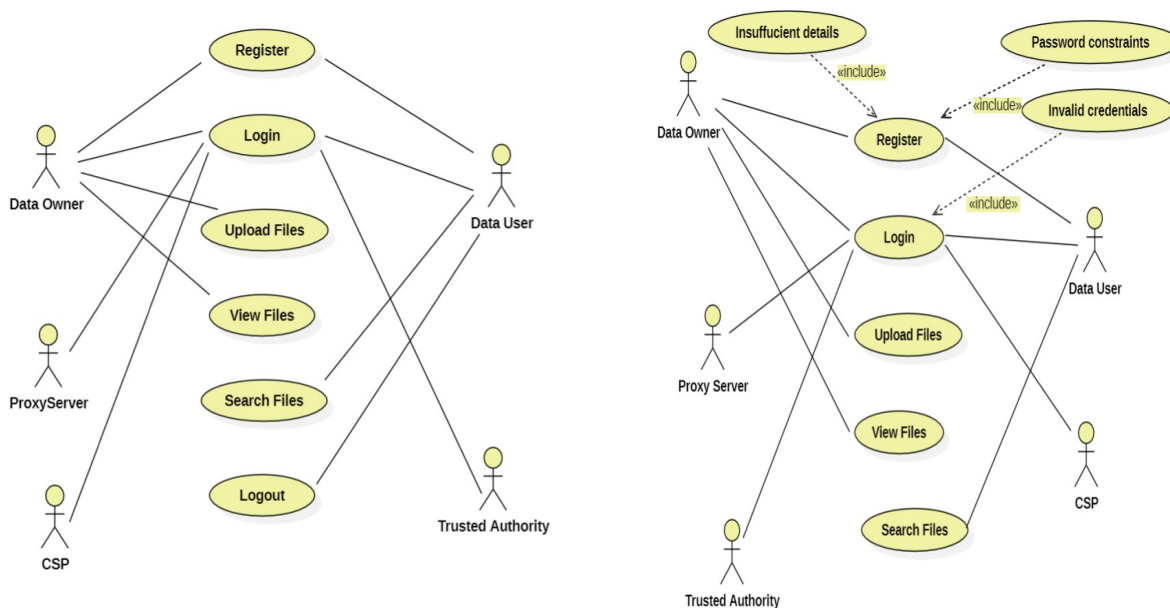 Register
Login
Data Owner
Data User
Upload Files
View Files
ProxyServer
Search Files
Logout
Trusted Authority
CSP
Insuffucient details
Password constraints
«include»
«include»
Invalid credentials
Data Owner
Register
«include»
Login
Data User
Upload Files
Proxy Server
View Files
CSP
Search Files
Trusted Authority